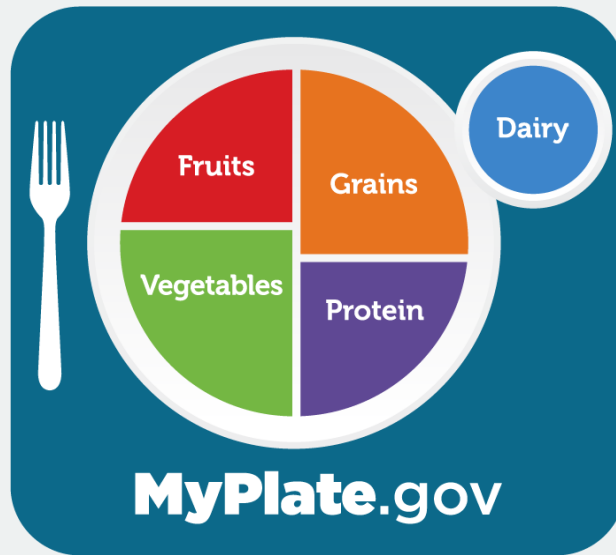 Dairy
Fruits
Grains
Vegetables
Protein
MyPlate.gov